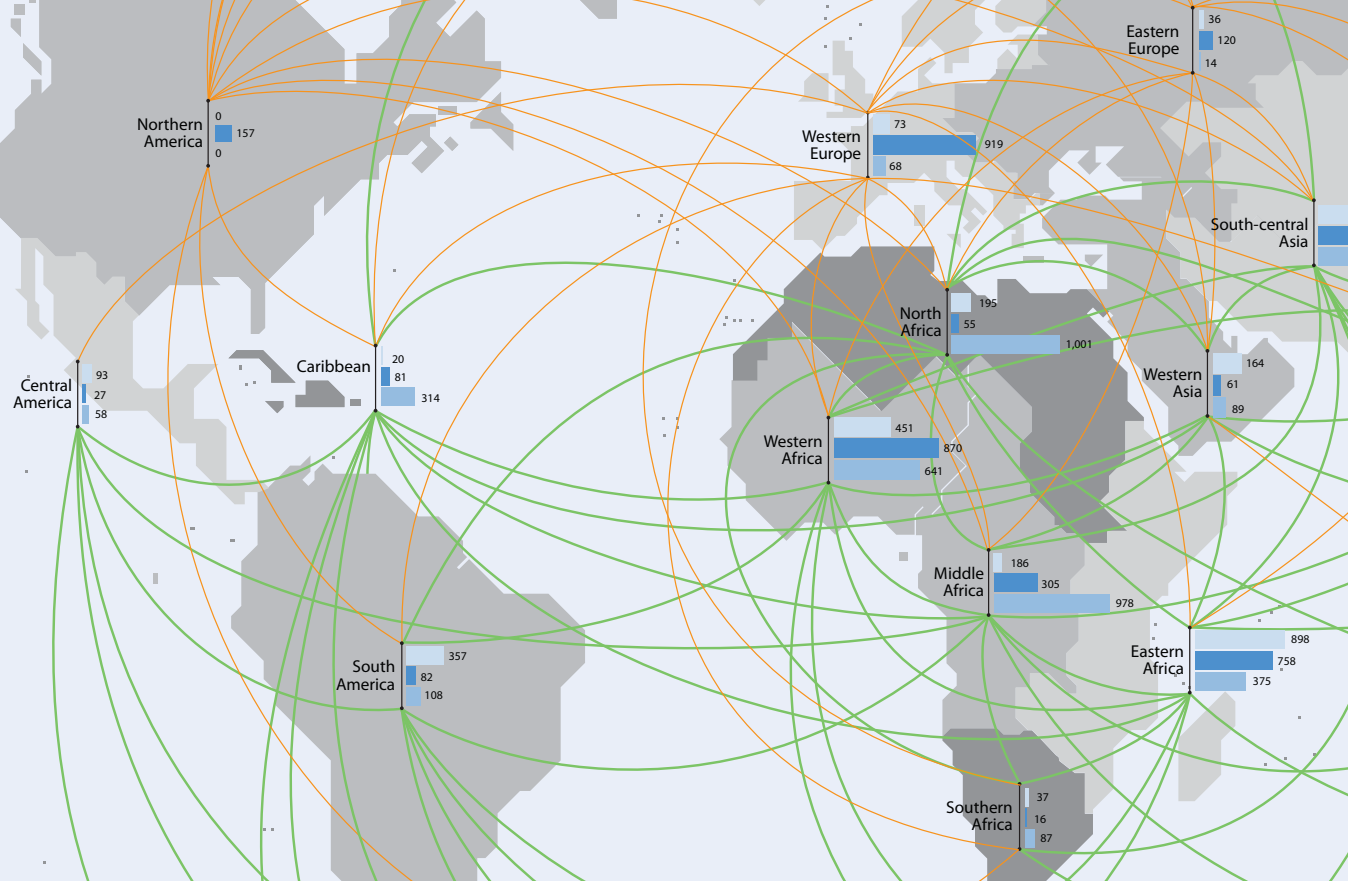 Eastern
Europe
36
120
14
Northern
America
0
157
0
Western
Europe
73
919
68
South-central
Asia
North
Africa
195
55
1,001
Caribbean
20
81
314
Central
America
93
27
58
Western
Asia
164
61
89
Western
Africa
451
870
641
Middle
Africa
186
305
978
Eastern
Africa
898
758
375
South
America
357
82
108
Southern
Africa
37
16
87